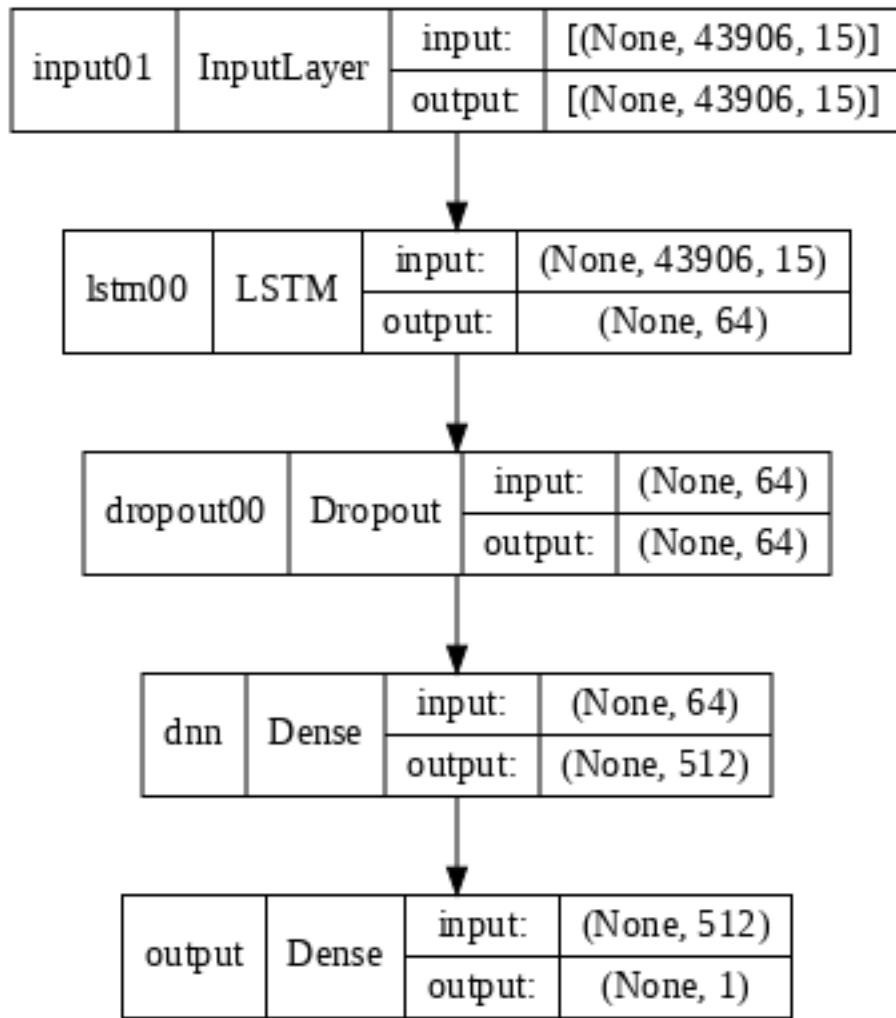 input01 InputLayer input: [(None, 43906, 15)]
output: [(None, 43906, 15)]
lstm00 LSTM input: (None, 43906, 15)
output: (None, 64)
dropout00 Dropout input: (None, 64)
output: (None, 64)
dnn Dense input: (None, 64)
output: (None, 512)
output Dense input: (None, 512)
output: (None, 1)